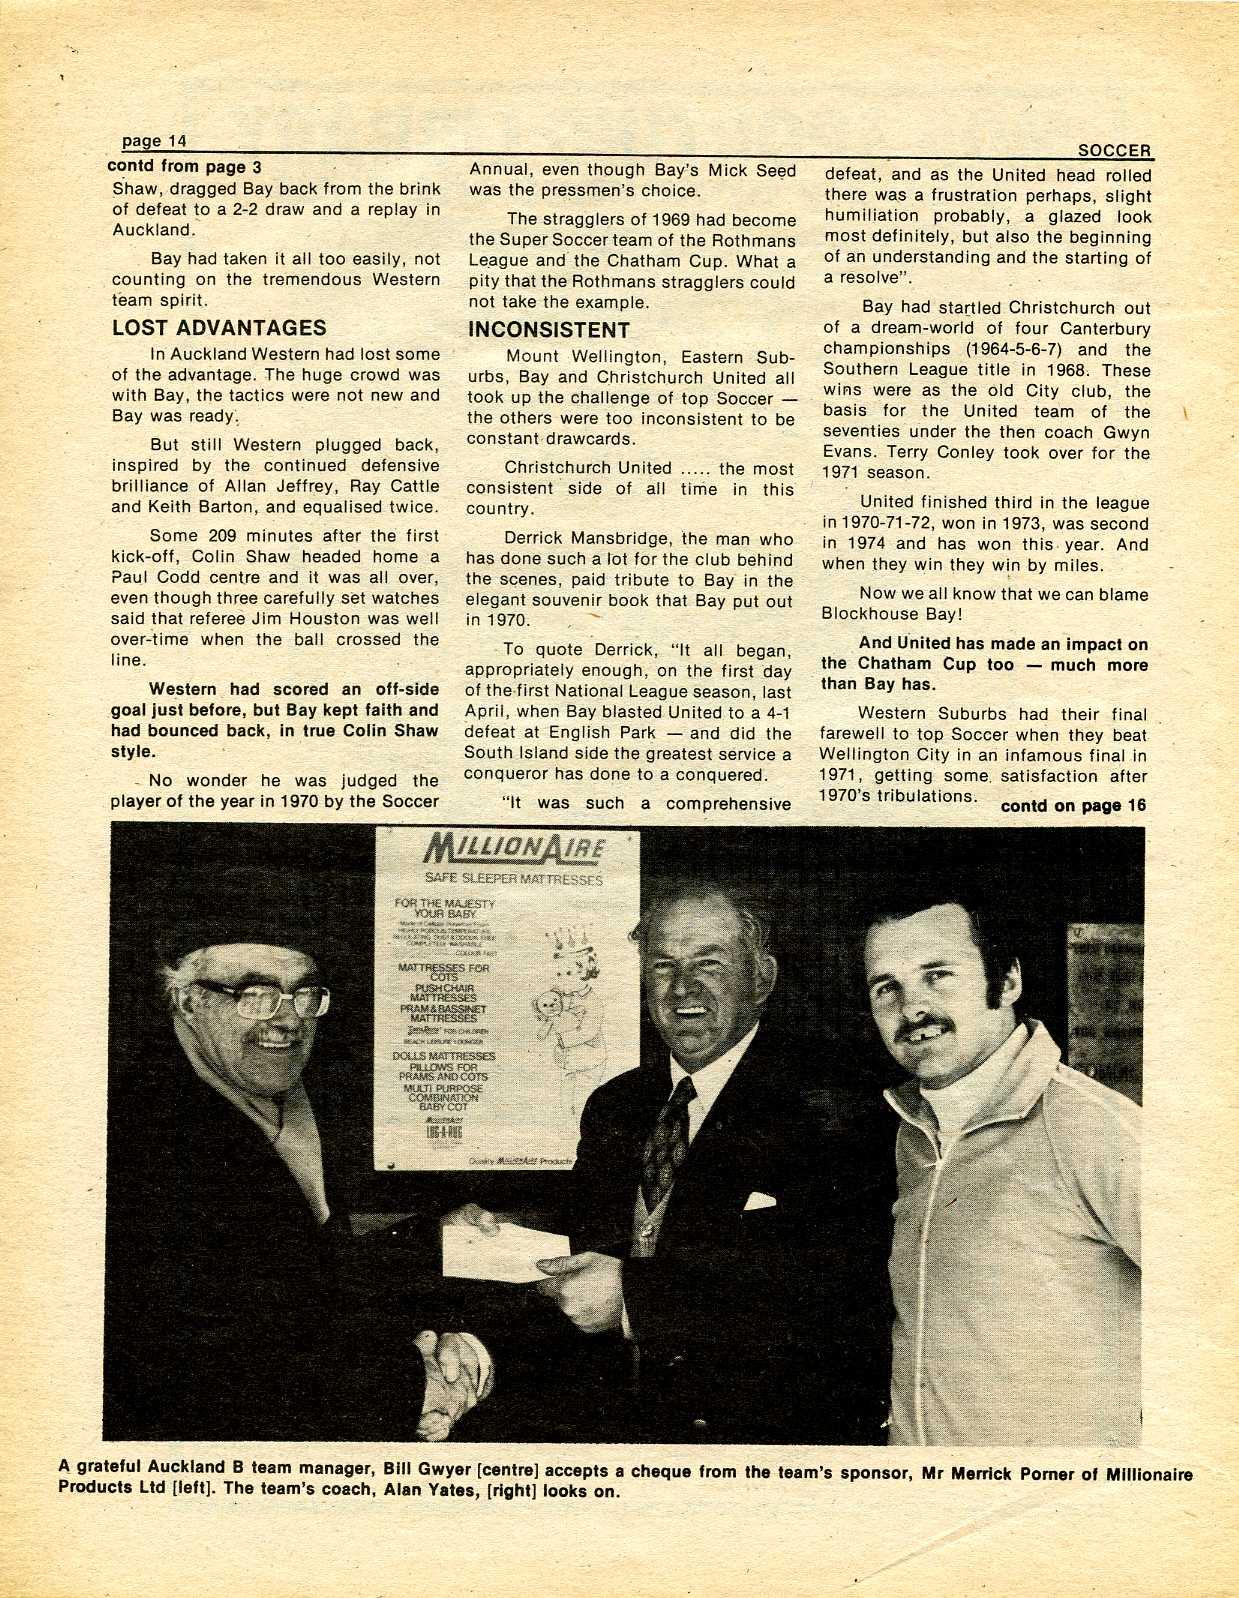 page 14
SOCCER
contd from page 3
Shaw, dragged Bay back from the brink
of defeat to a 2-2 draw and a replay in
Auckland.
Bay had taken it all too easily, not
counting on the tremendous Western
team spirit.
LOST ADVANTAGES
In Auckland Western had lost some
of the advantage. The huge crowd was
with Bay, the tactics were not new and
Bay was ready.
But still Western plugged back,
inspired by the continued defensive
brilliance of Allan Jeffrey, Ray Cattle
and Keith Barton, and equalised twice.
Some 209 minutes after the first
kick-off, Colin Shaw headed home a
Paul Codd centre and it was all over,
even though three carefully set watches
said that referee Jim Houston was well
over-time when the ball crossed the
line.
Western had scored an off-side
goal just before, but Bay kept faith and
had bounced back, in true Colin Shaw
style.
No wonder he was judged the
player of the year in 1970 by the Soccer
Annual, even though Bay's Mick Seed
was the pressmen's choice.
The stragglers of 1969 had become
the Super Soccer team of the Rothmans
League and the Chatham Cup. What a
pity that the Rothmans stragglers could
not take the example.
INCONSISTENT
Mount Wellington, Eastern Sub-
urbs, Bay and Christchurch United all
took up the challenge of top Soccer —
the others were too inconsistent to be
constant drawcards.
Christchurch United ..... the most
consistent side of all time in this
country.
Derrick Mansbridge, the man who
has done such a lot for the club behind
the scenes, paid tribute to Bay in the
elegant souvenir book that Bay put out
in 1970.
To quote Derrick, "It all began,
appropriately enough, on the first day
of the first National League season, last
April, when Bay blasted United to a 4-1
defeat at English Park — and did the
South Island side the greatest service a
conqueror has done to a conquered.
"It was such a comprehensive
defeat, and as the United head rolled
there was a frustration perhaps, slight
humiliation probably, a glazed look
most definitely, but also the beginning
of an understanding and the starting of
a resolve".
Bay had startled Christchurch out
of a dream-world of four Canterbury
championships (1964-5-6-7) and the
Southern League title in 1968. These
wins were as the old City club, the
basis for the United team of the
seventies under the then coach Gwyn
Evans. Terry Conley took over for the
1971 season.
United finished third in the league
in 1970-71-72, won in 1973, was second
in 1974 and has won this year. And
when they win they win by miles.
Now we all know that we can blame
Blockhouse Bay!
And United has made an impact on
the Chatham Cup too — much more
than Bay has.
Western Suburbs had their final
farewell to top Soccer when they beat
Wellington City in an infamous final in
1971, getting some satisfaction after
1970's tribulations.
contd on page 16
MILLIONAIRE
SAFE SLEEPER MATTRESSES
FOR THE MAJESTY
YOUR BABY
COMPLETELY WASHABLE
MATTRESSES FOR
COTS
PUSH CHAIR
MATTRESSES
PRAM & BASSINET
MATTRESSES
FOR CHILDREN
DOLLS MATTRESSES
PILLOWS FOR
PRAMS AND COTS
MULTI PURPOSE
COMBINATION
BABY COT
MILLIONAIRE
LUG-A-RUG
Quality MILLIONAIRE Products
A grateful Auckland B team manager, Bill Gwyer [centre] accepts a cheque from the team's sponsor, Mr Merrick Porner of Millionaire
Products Ltd [left]. The team's coach, Alan Yates, [right] looks on.